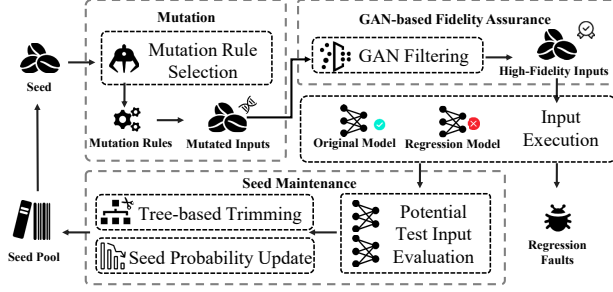 Mutation
Mutation Rule
Selection
Seed
Mutation Rules
Mutated Inputs
GAN-based Fidelity Assurance
GAN Filtering
High-Fidelity Inputs
Original Model
Regression Model
Input
Execution
Seed Maintenance
Tree-based Trimming
Seed Probability Update
Potential
Test Input
Evaluation
Seed Pool
Regression
Faults